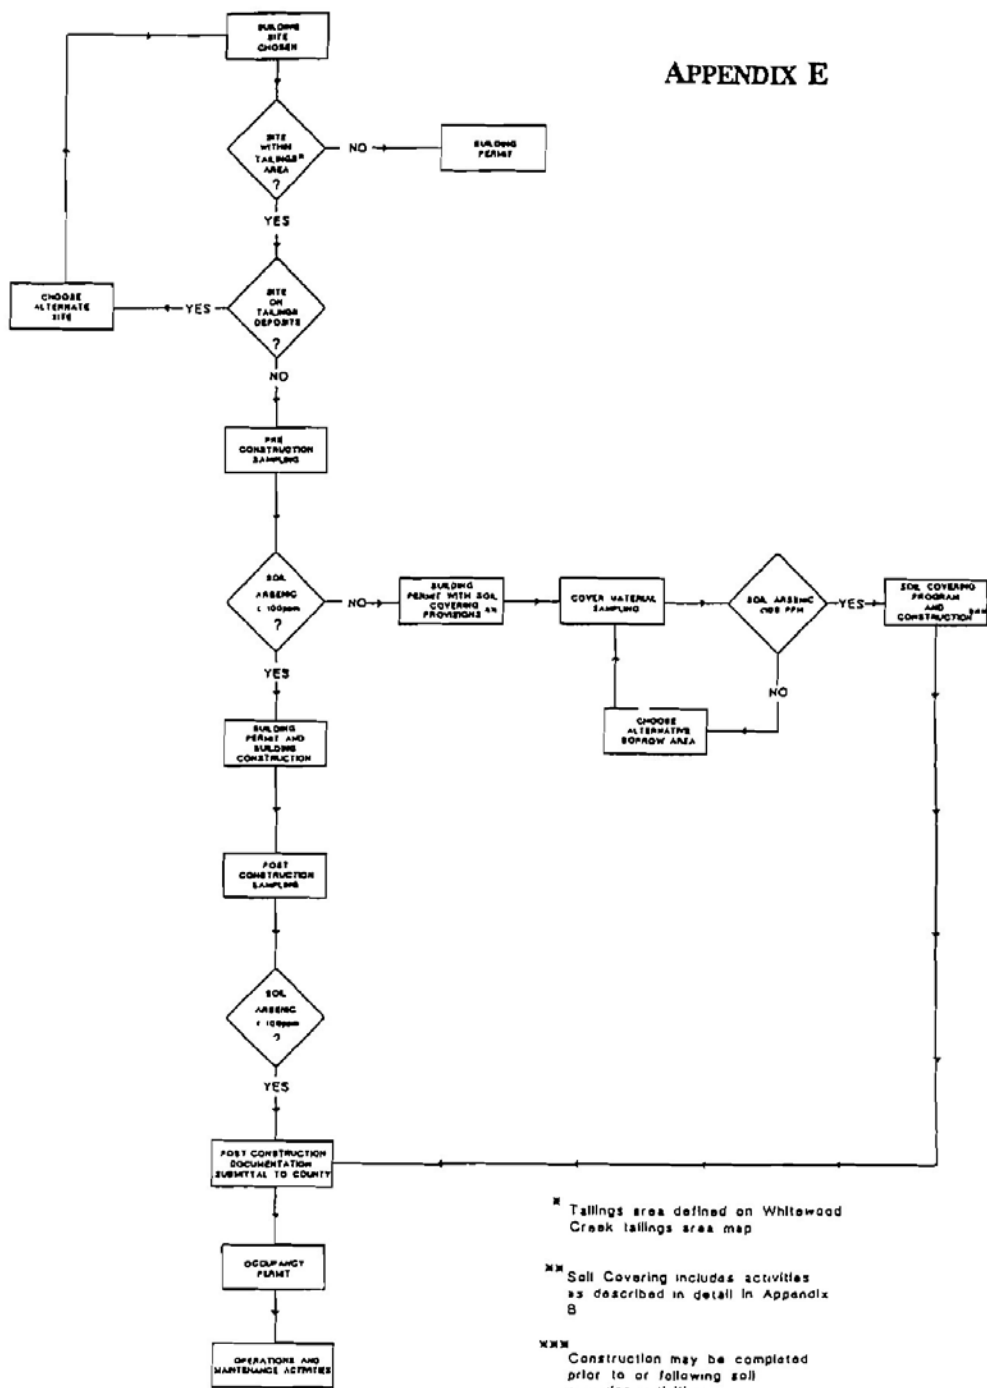 APPENDIX E
BUILDING
SITE
CHOSEN
SITE
WITHIN
TAILINGS*
AREA
?
NO
BUILDING
PERMIT
YES
SITE
ON
TAILINGS
DEPOSITS
?
YES
CHOOSE
ALTERNATE
SITE
NO
PRE
CONSTRUCTION
SAMPLING
SOIL
ARSENIC
< 100ppm
?
NO
BUILDING
PERMIT WITH SOIL
COVERING
PROVISIONS **
COVER MATERIAL
SAMPLING
SOIL ARSENIC
PPM
YES
SOIL COVERING
PROGRAM
AND
CONSTRUCTION***
NO
CHOOSE
ALTERNATIVE
BORROW AREA
YES
BUILDING
PERMIT AND
BUILDING
CONSTRUCTION
POST
CONSTRUCTION
SAMPLING
SOIL
ARSENIC
< 100ppm
?
YES
POST CONSTRUCTION
DOCUMENTATION
SUBMITTAL TO COUNTY
OCCUPANCY
PERMIT
OPERATIONS AND
MAINTENANCE ACTIVITIES
* Tailings area defined on Whitewood
Creek tailings area map
** Soil Covering includes activities
as described in detail in Appendix
B
***
Construction may be completed
prior to or following soil